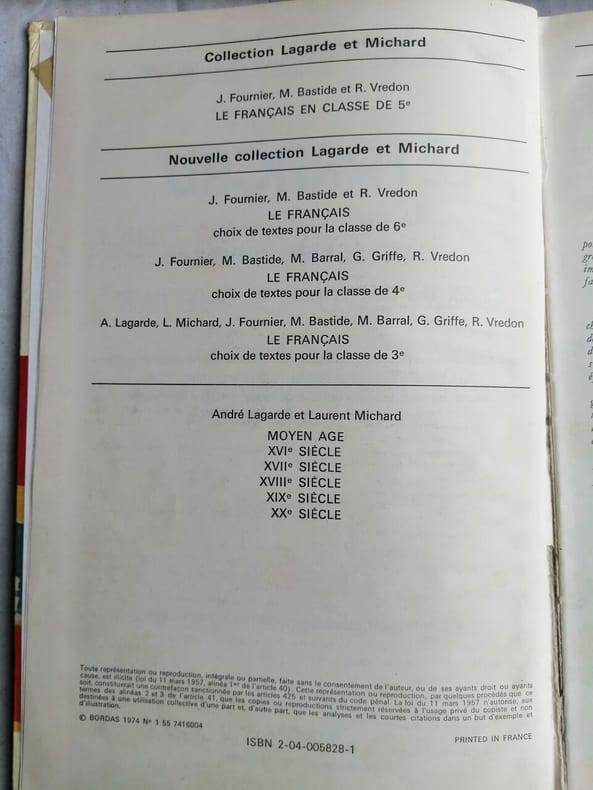 Collection Lagarde et Michard
J. Fournier, M. Bastide et R. Vredon
LE FRANÇAIS EN CLASSE DE 5e
Nouvelle collection Lagarde et Michard
J. Fournier, M. Bastide et R. Vredon
LE FRANÇAIS
choix de textes pour la classe de 6e
J. Fournier, M. Bastide, M. Barral, G. Griffe, R. Vredon
LE FRANÇAIS
choix de textes pour la classe de 4e
A. Lagarde, L. Michard, J. Fournier, M. Bastide, M. Barral, G. Griffe, R. Vredon
LE FRANÇAIS
choix de textes pour la classe de 3e
André Lagarde et Laurent Michard
MOYEN AGE
XVIe SIÈCLE
XVIIe SIÈCLE
XVIIIe SIÈCLE
XIXe SIÈCLE
XXe SIÈCLE
Toute représentation ou reproduction, intégrale ou partielle, faite sans le consentement de l'auteur, ou de ses ayants droit ou ayants
cause, est illicite (loi du 11 mars 1957, alinéa 1er de l'article 40). Cette représentation ou reproduction, par quelques procédés que ce
soit, constituerait une contrefaçon sanctionnée par les articles 425 et suivants du code pénal. La loi du 11 mars 1957 n'autorise, aux
termes des alinéas 2 et 3 de l'article 41, que les copies ou reproductions strictement réservées à l'usage privé du copiste et non
destinées à une utilisation collective d'une part et, d'autre part, que les analyses et les courtes citations dans un but d'exemple et
d'illustration.
© BORDAS 1974 No 1 55 7416004
ISBN 2-04-005828-1
PRINTED IN FRANCE